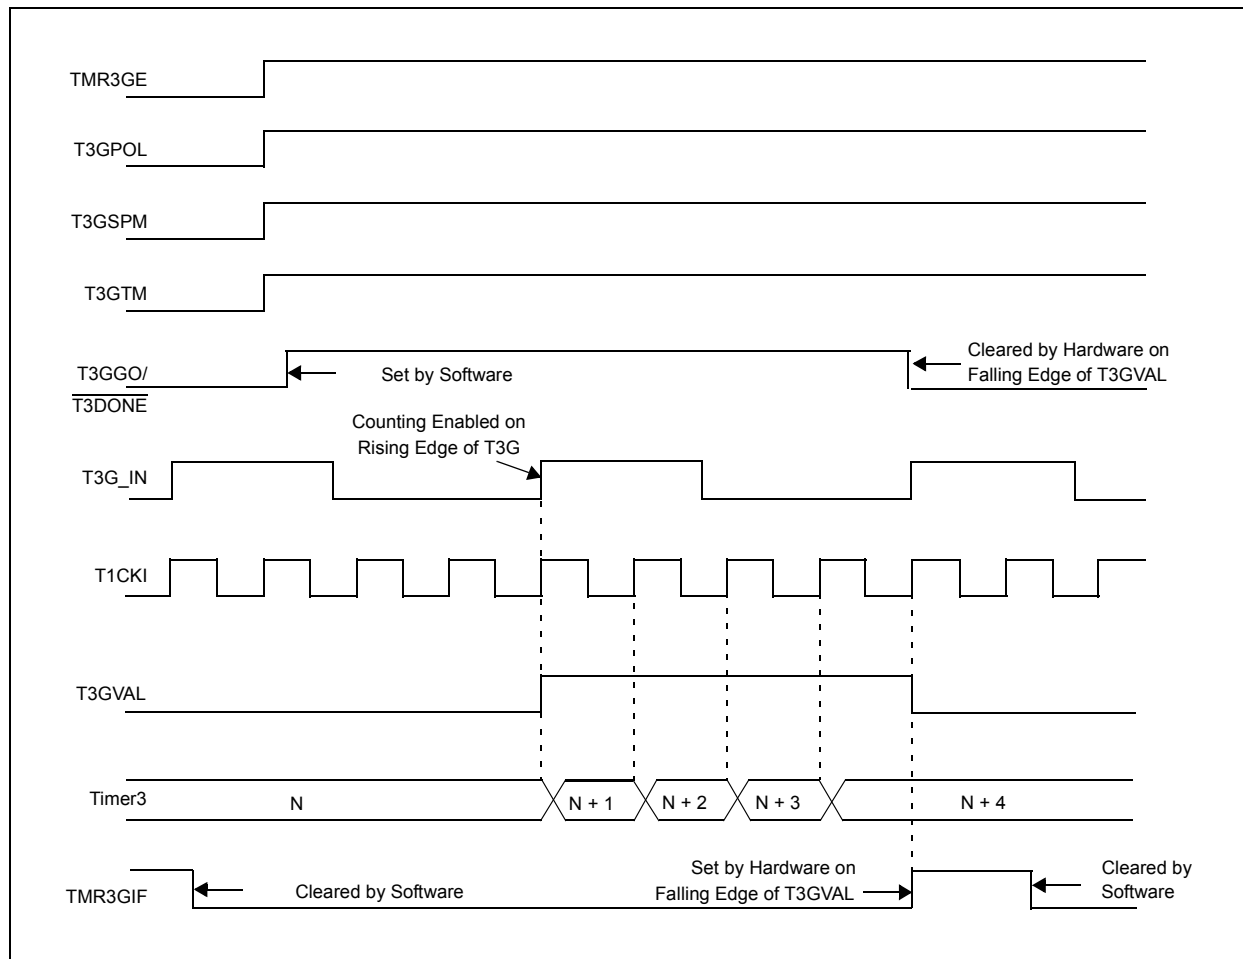 TMR3GE
T3GPOL
T3GSPM
T3GTM
T3GGO/
T3DONE
Set by Software
Cleared by Hardware on
Falling Edge of T3GVAL
Counting Enabled on
Rising Edge of T3G
T3G_IN
T1CKI
T3GVAL
Timer3
N
N + 1
N + 2
N + 3
N + 4
TMR3GIF
Cleared by Software
Set by Hardware on
Falling Edge of T3GVAL
Cleared by
Software